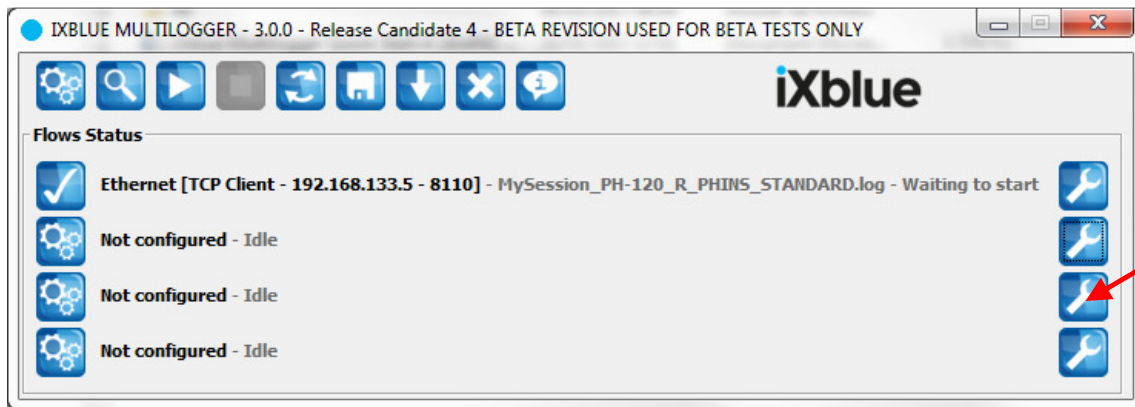 IXBLUE MULTILOGGER - 3.0.0 - Release Candidate 4 - BETA REVISION USED FOR BETA TESTS ONLY
iXblue
Flows Status
Ethernet [TCP Client - 192.168.133.5 - 8110] - MySession_PH-120_R_PHINS_STANDARD.log - Waiting to start
Not configured - Idle
Not configured - Idle
Not configured - Idle